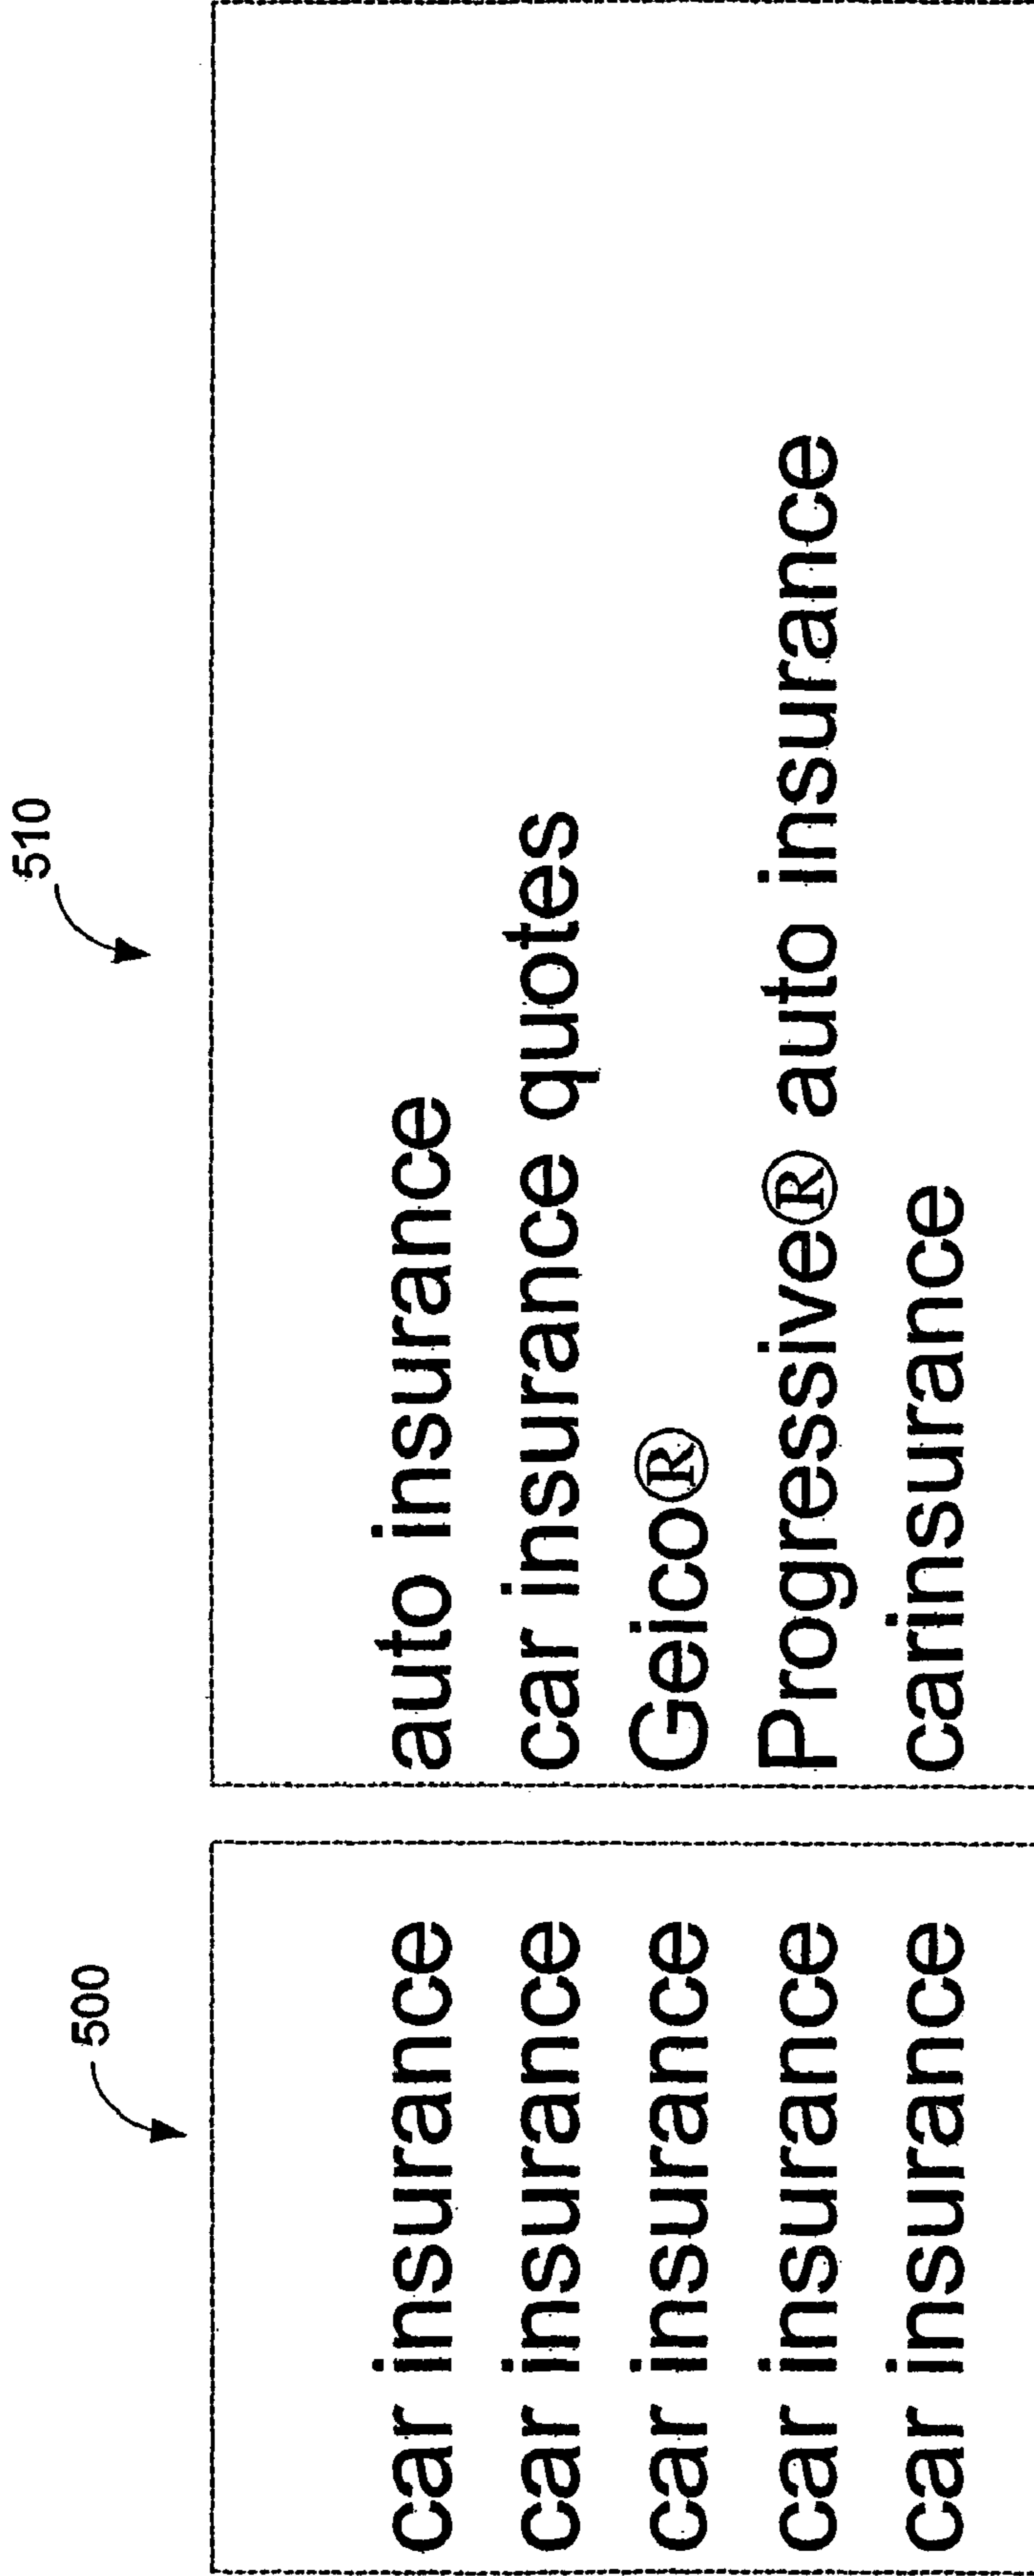 500
510
car insurance auto insurance
car insurance car insurance quotes
car insurance Geico®
car insurance Progressive® auto insurance
car insurance carinsurance